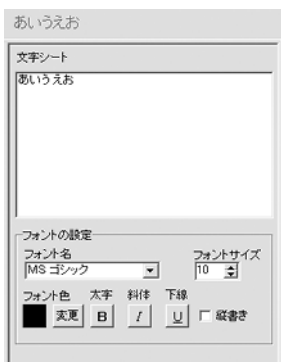 あいうえお
文字シート
あいうえお
フォントの設定
フォント名
フォントサイズ
MS ゴシック
10
フォント色 太字 斜体 下線
変更 B I U 縦書き